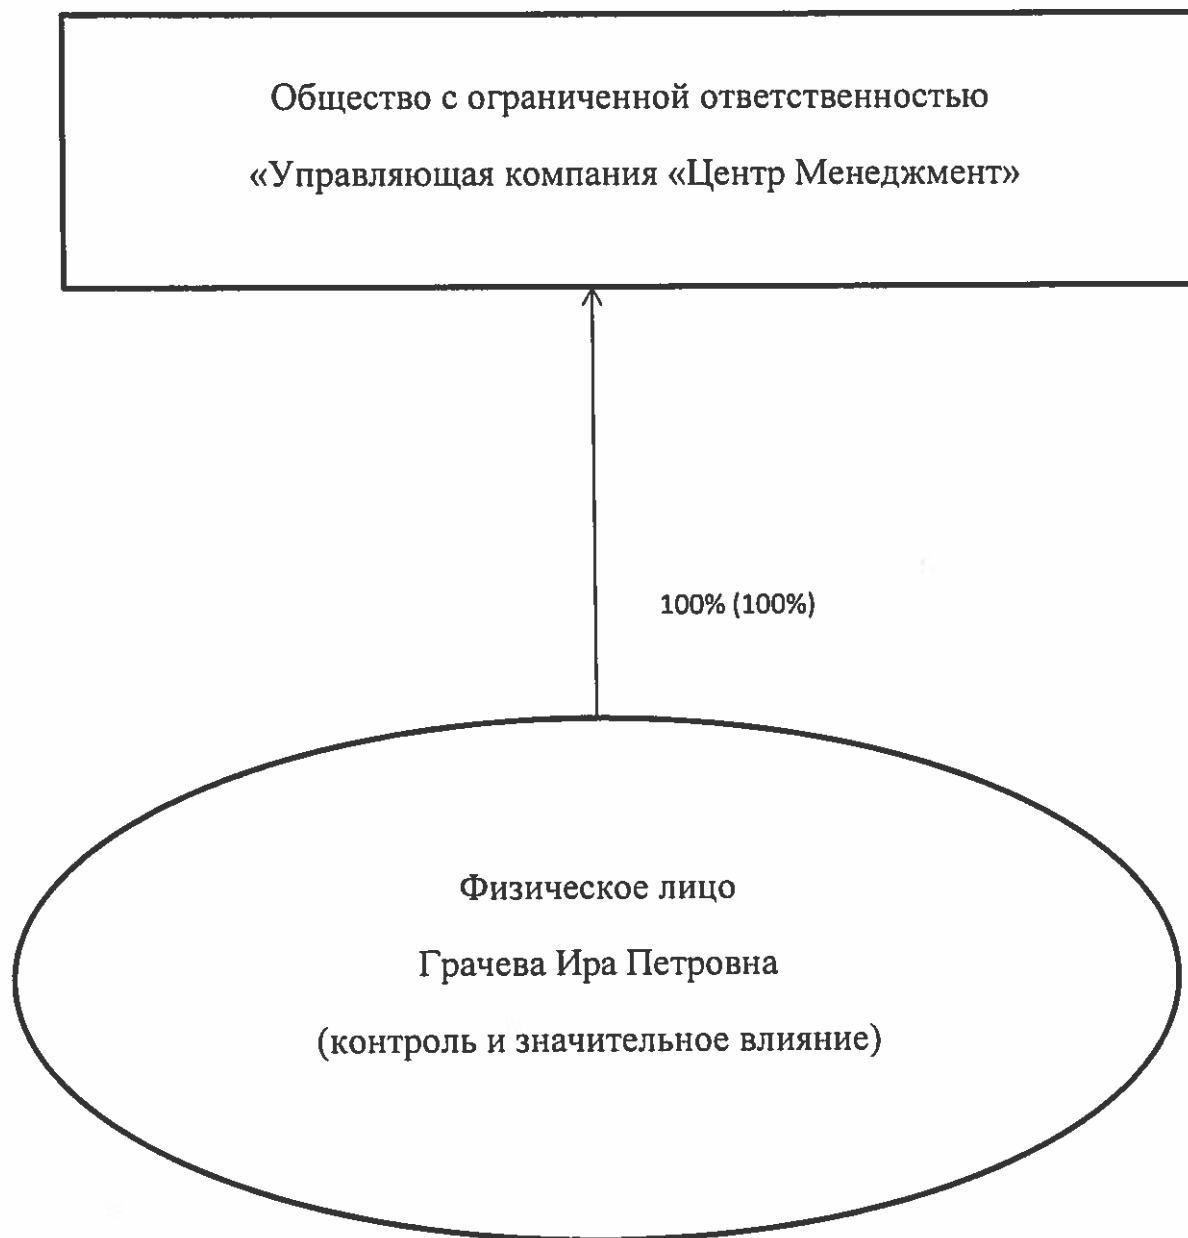 Общество с ограниченной ответственностью
«Управляющая компания «Центр Менеджмент»
100% (100%)
Физическое лицо
Грачева Ира Петровна
(контроль и значительное влияние)